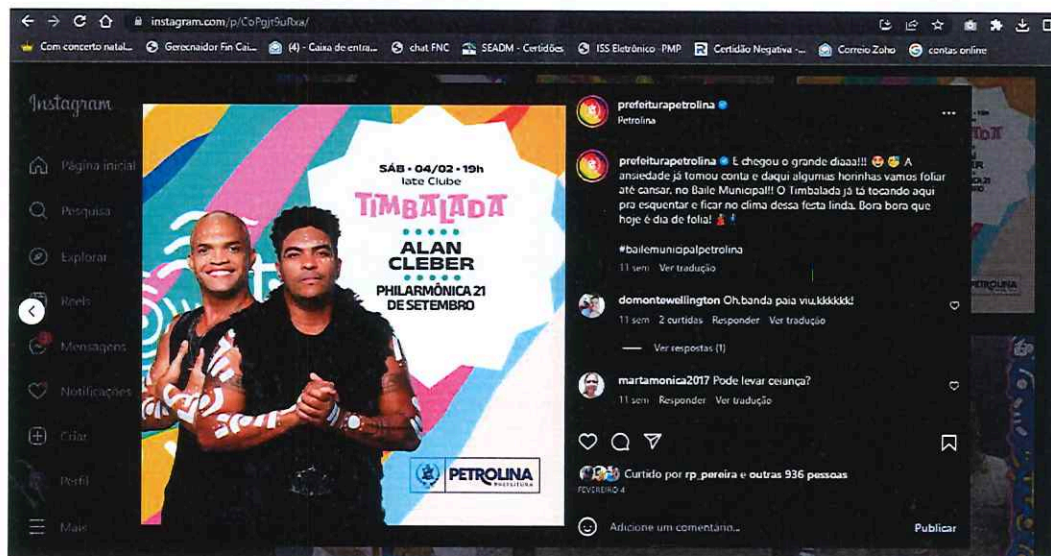 instagram.com/p/CoPgjt9uRxa/
Com concerto natal...
Gerecnaidor Fin Cai...
(4) - Caixa de entra...
chat FNC
SEADM - Certidões
ISS Eletrônico -PMP
Certidão Negativa -...
Correio Zoho
contas online
Instagram
Página inicial
Pesquisa
Explorar
Reels
Mensagens
Notificações
Criar
Perfil
Mais
SÁB • 04/02 • 19h
Iate Clube
TIMBALADA
ALAN
CLEBER
PHILARMÔNICA 21
DE SETEMBRO
PETROLINA
PREFEITURA
prefeiturapetrolina
Petrolina
prefeiturapetrolina E chegou o grande diaaa!!! 😍 🥳 A
ansiedade já tomou conta e daqui algumas horinhas vamos foliar
até cansar, no Baile Municipal!! O Timbalada já tá tocando aqui
pra esquentar e ficar no clima dessa festa linda. Bora bora que
hoje é dia de folia! 💃🕺
#bailemunicipalpetrolina
11 sem Ver tradução
domontewellington Oh.banda paia viu,kkkkkk!
11 sem 2 curtidas Responder Ver tradução
Ver respostas (1)
martamonica2017 Pode levar ceiança?
11 sem Responder Ver tradução
Curtido por rp_pereira e outras 936 pessoas
FEVEREIRO 4
Adicione um comentário...
Publicar